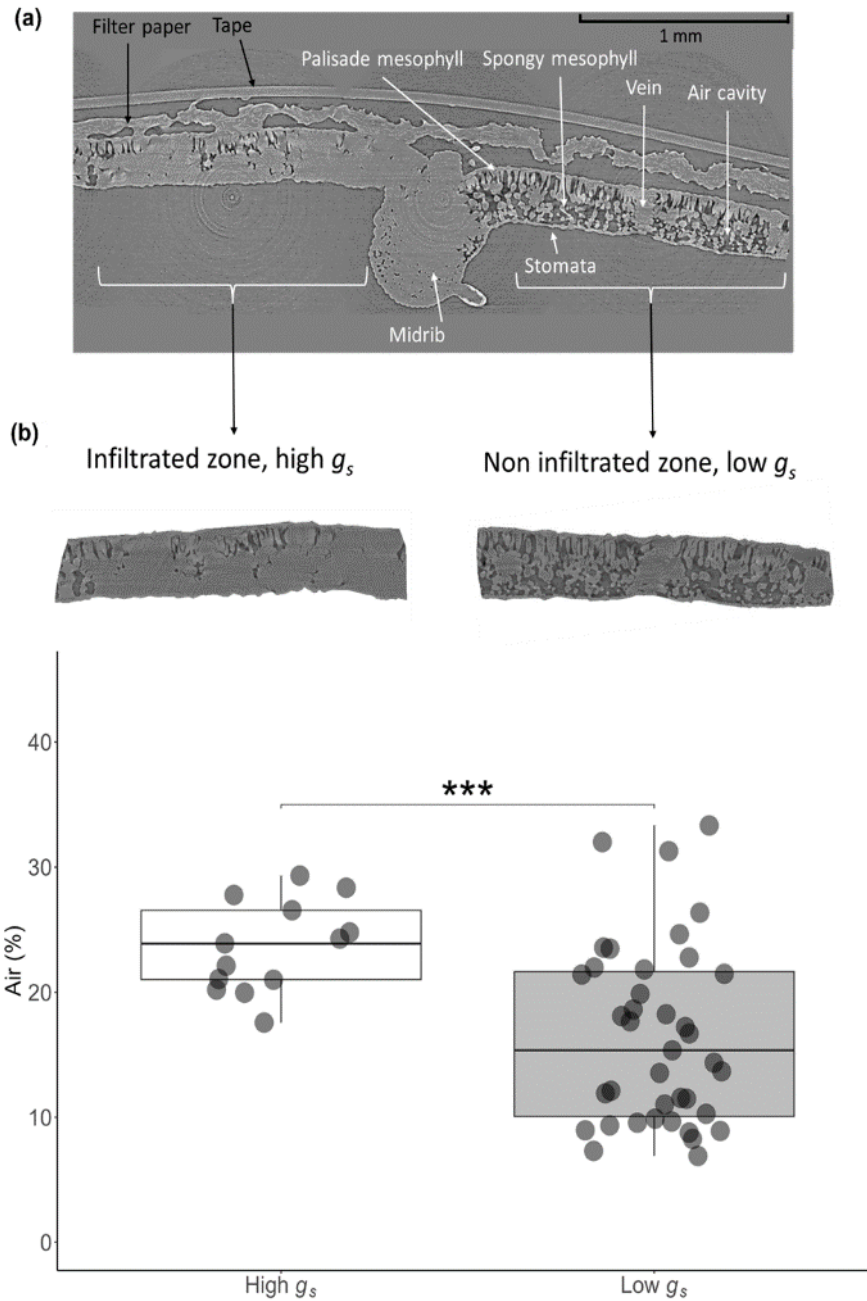 (a)
Filter paper
Tape
1 mm
Palisade mesophyll
Spongy mesophyll
Vein
Air cavity
Stomata
Midrib
(b)
Infiltrated zone, high gs
Non infiltrated zone, low gs
40
30
20
10
0
Air (%)
***
High gs
Low gs